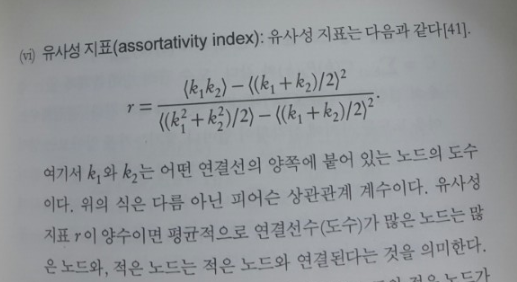 (vi) 유사성 지표(assortativity index): 유사성 지표는 다음과 같다[41].
r = (⟨k₁k₂⟩ − ⟨(k₁ + k₂)/2⟩²) / (⟨(k₁² + k₂²)/2⟩ − ⟨(k₁ + k₂)/2⟩²).
여기서 k₁와 k₂는 어떤 연결선의 양쪽에 붙어 있는 노드의 도수
이다. 위의 식은 다름 아닌 피어슨 상관관계 계수이다. 유사성
지표 r이 양수이면 평균적으로 연결선수(도수)가 많은 노드는 많
은 노드와, 적은 노드는 적은 노드와 연결된다는 것을 의미한다.
적은 노드가